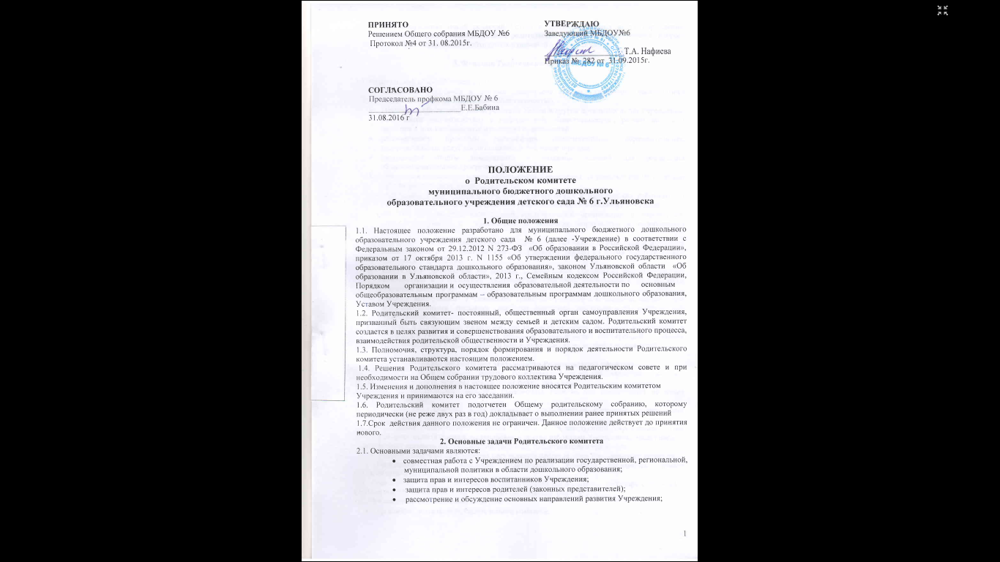 ПРИНЯТО
Решением Общего собрания МБДОУ №6
Протокол №4 от 31. 08.2015г.
УТВЕРЖДАЮ
Заведующий МБДОУ№6
Т.А. Нафиева
Приказ № 282 от 31.09.2015г.
МБДОУ № 6
СОГЛАСОВАНО
Председатель профкома МБДОУ № 6
Е.Е.Бабина
31.08.2016 г
ПОЛОЖЕНИЕ
о Родительском комитете
муниципального бюджетного дошкольного
образовательного учреждения детского сада № 6 г.Ульяновска
1. Общие положения
1.1. Настоящее положение разработано для муниципального бюджетного дошкольного
образовательного учреждения детского сада № 6 (далее -Учреждение) в соответствии с
Федеральным законом от 29.12.2012 N 273-ФЗ «Об образовании в Российской Федерации»,
приказом от 17 октября 2013 г. N 1155 «Об утверждении федерального государственного
образовательного стандарта дошкольного образования», законом Ульяновской области «Об
образовании в Ульяновской области», 2013 г., Семейным кодексом Российской Федерации,
Порядком организации и осуществления образовательной деятельности по основным
общеобразовательным программам – образовательным программам дошкольного образования,
Уставом Учреждения.
1.2. Родительский комитет- постоянный, общественный орган самоуправления Учреждения,
призванный быть связующим звеном между семьей и детским садом. Родительский комитет
создается в целях развития и совершенствования образовательного и воспитательного процесса,
взаимодействия родительской общественности и Учреждения.
1.3. Полномочия, структура, порядок формирования и порядок деятельности Родительского
комитета устанавливаются настоящим положением.
1.4. Решения Родительского комитета рассматриваются на педагогическом совете и при
необходимости на Общем собрании трудового коллектива Учреждения.
1.5. Изменения и дополнения в настоящее положение вносятся Родительским комитетом
Учреждения и принимаются на его заседании.
1.6. Родительский комитет подотчетен Общему родительскому собранию, которому
периодически (не реже двух раз в год) докладывает о выполнении ранее принятых решений
1.7.Срок действия данного положения не ограничен. Данное положение действует до принятия
нового.
2. Основные задачи Родительского комитета
2.1. Основными задачами являются:
• совместная работа с Учреждением по реализации государственной, региональной,
муниципальной политики в области дошкольного образования;
• защита прав и интересов воспитанников Учреждения;
• защита прав и интересов родителей (законных представителей);
• рассмотрение и обсуждение основных направлений развития Учреждения;
1